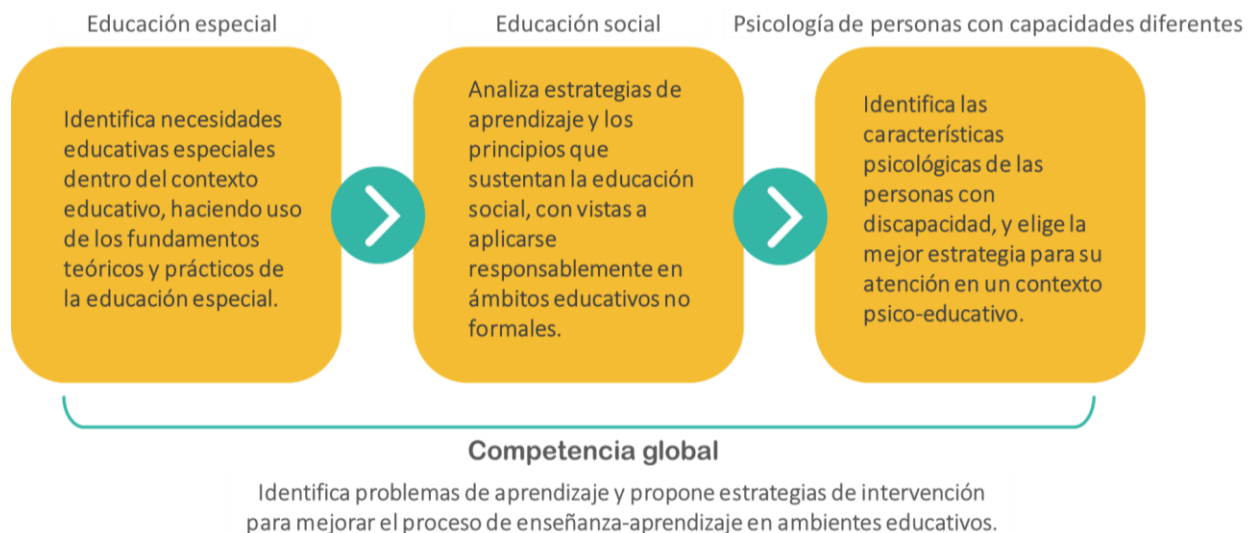 Educación especial
Educación social
Psicología de personas con capacidades diferentes
Identifica necesidades
educativas especiales
dentro del contexto
educativo, haciendo uso
de los fundamentos
teóricos y prácticos de
la educación especial.
Analiza estrategias de
aprendizaje y los
principios que
sustentan la educación
social, con vistas a
aplicarse
responsablemente en
ámbitos educativos no
formales.
Identifica las
características
psicológicas de las
personas con
discapacidad, y elige la
mejor estrategia para su
atención en un contexto
psico-educativo.
Competencia global
Identifica problemas de aprendizaje y propone estrategias de intervención
para mejorar el proceso de enseñanza-aprendizaje en ambientes educativos.